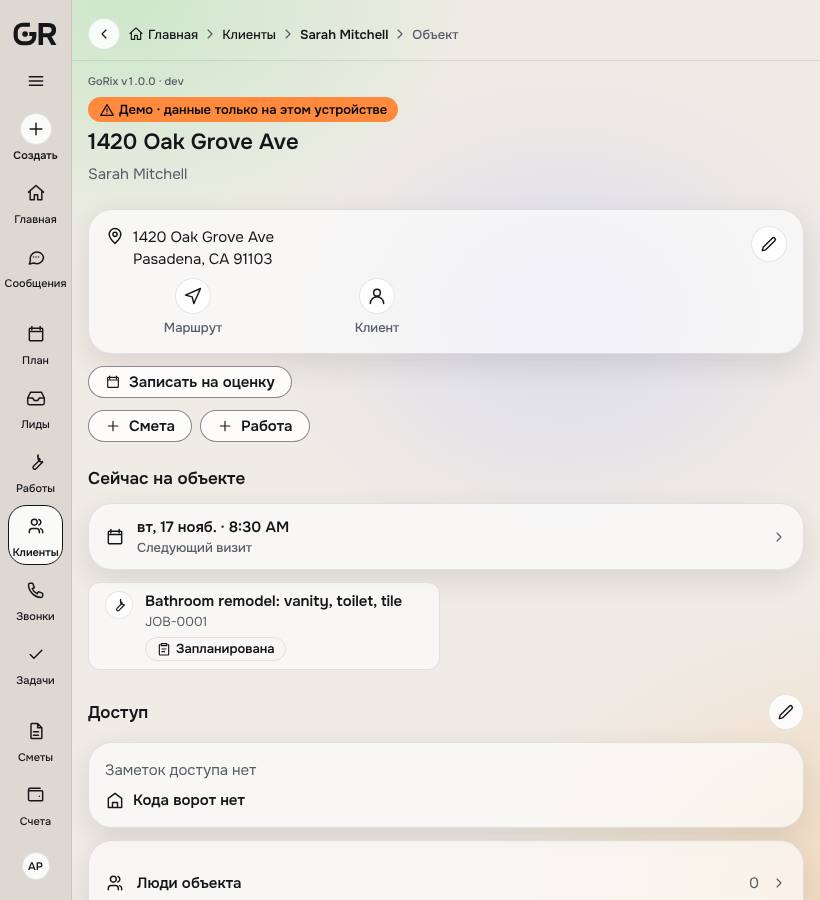 GR
Создать
Главная
Сообщения
План
Лиды
Работы
Клиенты
Звонки
Задачи
Сметы
Счета
AP
Главная > Клиенты > Sarah Mitchell > Объект
GoRix v1.0.0 · dev
Демо · данные только на этом устройстве
1420 Oak Grove Ave
Sarah Mitchell
1420 Oak Grove Ave
Pasadena, CA 91103
Маршрут
Клиент
Записать на оценку
Смета
Работа
Сейчас на объекте
вт, 17 нояб. · 8:30 AM
Следующий визит
Bathroom remodel: vanity, toilet, tile
JOB-0001
Запланирована
Доступ
Заметок доступа нет
Кода ворот нет
Люди объекта 0